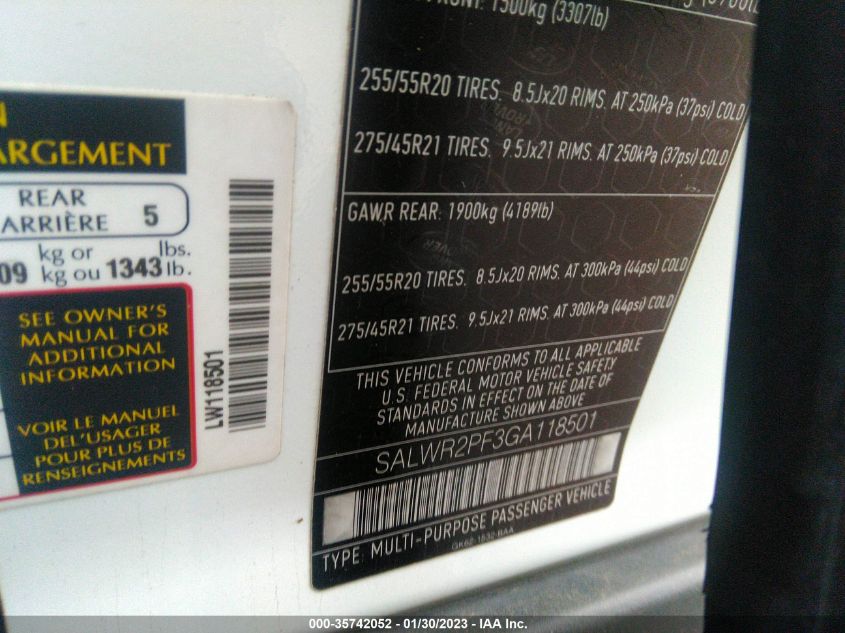 N
ARGEMENT
REAR
ARRIÈRE 5
09 kg or kg ou 1343 lbs. lb.
SEE OWNER'S
MANUAL FOR
ADDITIONAL
INFORMATION
VOIR LE MANUEL
DEL'USAGER
POUR PLUS DE
RENSEIGNEMENTS
LW118501
FRONT: 1500kg (3307lb)
255/55R20 TIRES. 8.5Jx20 RIMS. AT 250kPa (37psi) COLD
275/45R21 TIRES. 9.5Jx21 RIMS. AT 250kPa (37psi) COLD
GAWR REAR: 1900kg (4189lb)
255/55R20 TIRES. 8.5Jx20 RIMS. AT 300kPa (44psi) COLD
275/45R21 TIRES. 9.5Jx21 RIMS. AT 300kPa (44psi) COLD
THIS VEHICLE CONFORMS TO ALL APPLICABLE
U.S. FEDERAL MOTOR VEHICLE SAFETY
STANDARDS IN EFFECT ON THE DATE OF
MANUFACTURE SHOWN ABOVE
SALWR2PF3GA118501
TYPE: MULTI-PURPOSE PASSENGER VEHICLE
GK62-1532-BAA
000-35742052 / 01/30/2023 - IAA Inc.